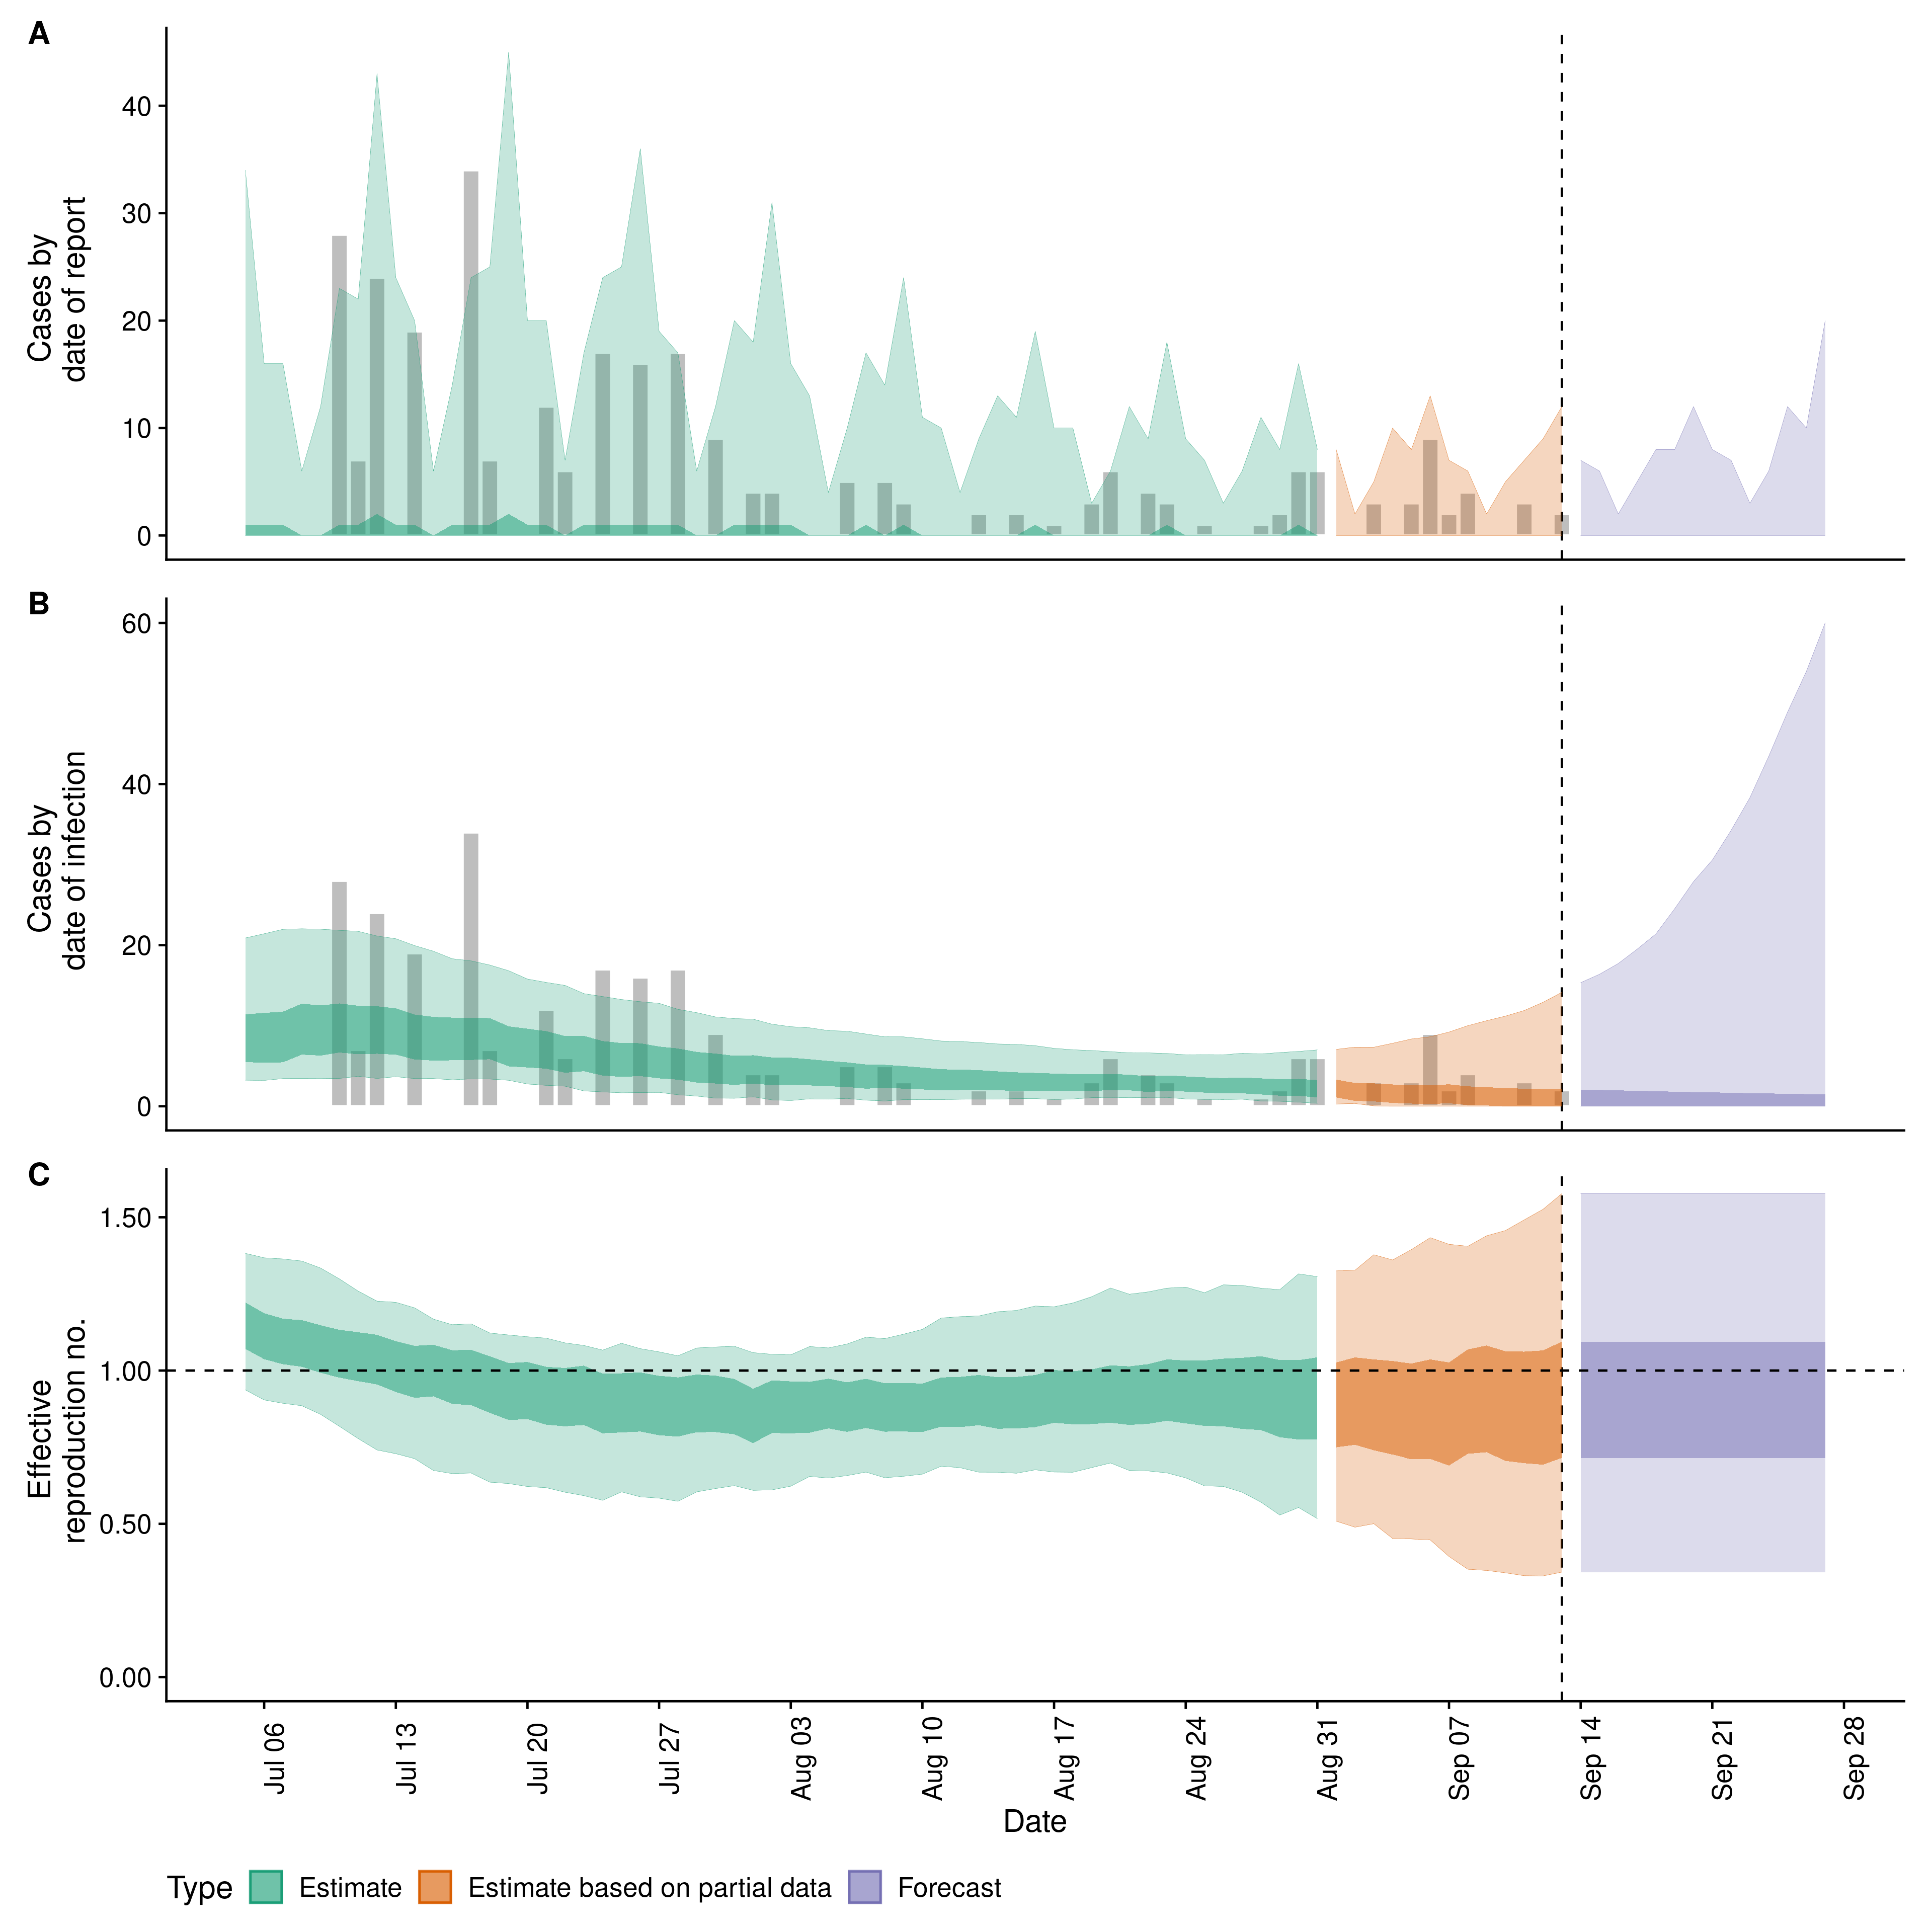 A
Cases by
date of report
40
30
20
10
0
B
Cases by
date of infection
60
40
20
0
C
Effective
reproduction no.
1.50
1.00
0.50
0.00
Jul 06
Jul 13
Jul 20
Jul 27
Aug 03
Aug 10
Aug 17
Aug 24
Aug 31
Sep 07
Sep 14
Sep 21
Sep 28
Date
Type Estimate Estimate based on partial data Forecast